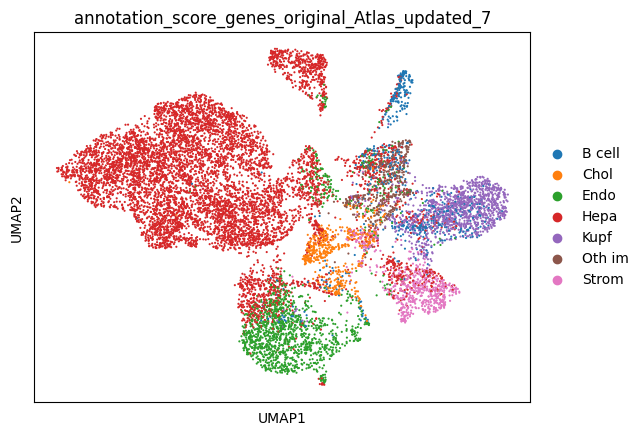 annotation_score_genes_original_Atlas_updated_7
UMAP2
B cell
Chol
Endo
Hepa
Kupf
Oth im
Strom
UMAP1